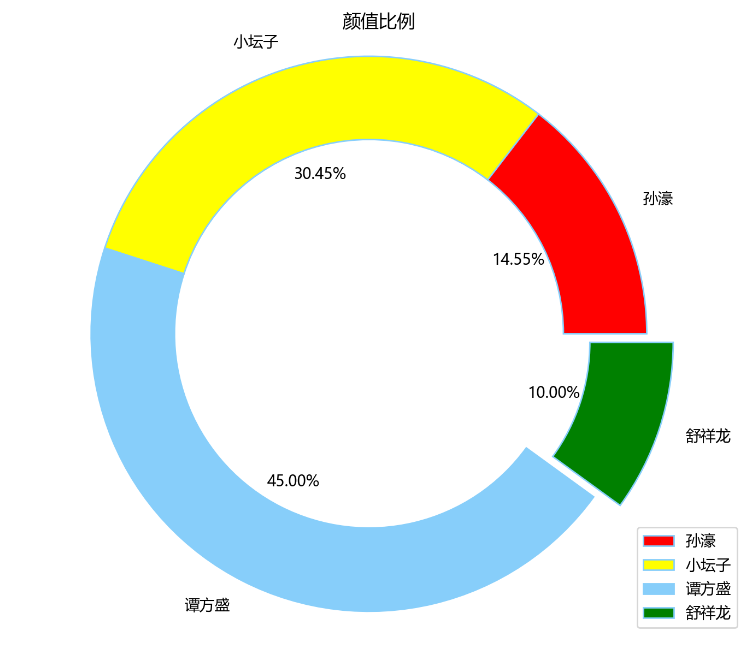 颜值比例
小坛子
30.45%
孙濠
14.55%
10.00%
舒祥龙
45.00%
谭方盛
孙濠
小坛子
谭方盛
舒祥龙